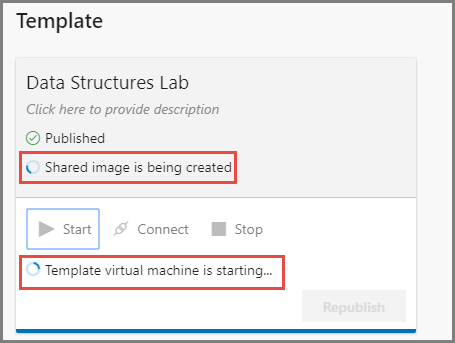 Template
Data Structures Lab
Click here to provide description
Published
Shared image is being created
Start Connect Stop
Template virtual machine is starting...
Republish